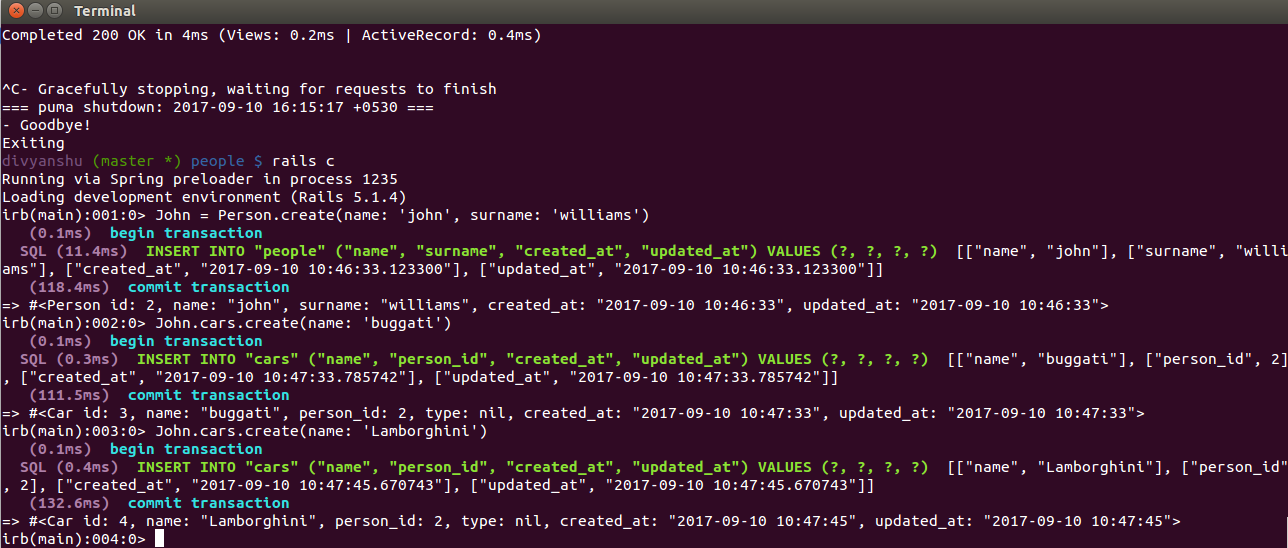 Terminal
Completed 200 OK in 4ms (Views: 0.2ms | ActiveRecord: 0.4ms)
^C- Gracefully stopping, waiting for requests to finish
=== puma shutdown: 2017-09-10 16:15:17 +0530 ===
- Goodbye!
Exiting
divyanshu (master *) people $ rails c
Running via Spring preloader in process 1235
Loading development environment (Rails 5.1.4)
irb(main):001:0> John = Person.create(name: 'john', surname: 'williams')
(0.1ms) begin transaction
SQL (11.4ms) INSERT INTO "people" ("name", "surname", "created_at", "updated_at") VALUES (?, ?, ?, ?) [["name", "john"], ["surname", "willi
ams"], ["created_at", "2017-09-10 10:46:33.123300"], ["updated_at", "2017-09-10 10:46:33.123300"]]
(118.4ms) commit transaction
=> #<Person id: 2, name: "john", surname: "williams", created_at: "2017-09-10 10:46:33", updated_at: "2017-09-10 10:46:33">
irb(main):002:0> John.cars.create(name: 'buggati')
(0.1ms) begin transaction
SQL (0.3ms) INSERT INTO "cars" ("name", "person_id", "created_at", "updated_at") VALUES (?, ?, ?, ?) [["name", "buggati"], ["person_id", 2]
, ["created_at", "2017-09-10 10:47:33.785742"], ["updated_at", "2017-09-10 10:47:33.785742"]]
(111.5ms) commit transaction
=> #<Car id: 3, name: "buggati", person_id: 2, type: nil, created_at: "2017-09-10 10:47:33", updated_at: "2017-09-10 10:47:33">
irb(main):003:0> John.cars.create(name: 'Lamborghini')
(0.1ms) begin transaction
SQL (0.4ms) INSERT INTO "cars" ("name", "person_id", "created_at", "updated_at") VALUES (?, ?, ?, ?) [["name", "Lamborghini"], ["person_id"
, 2], ["created_at", "2017-09-10 10:47:45.670743"], ["updated_at", "2017-09-10 10:47:45.670743"]]
(132.6ms) commit transaction
=> #<Car id: 4, name: "Lamborghini", person_id: 2, type: nil, created_at: "2017-09-10 10:47:45", updated_at: "2017-09-10 10:47:45">
irb(main):004:0>